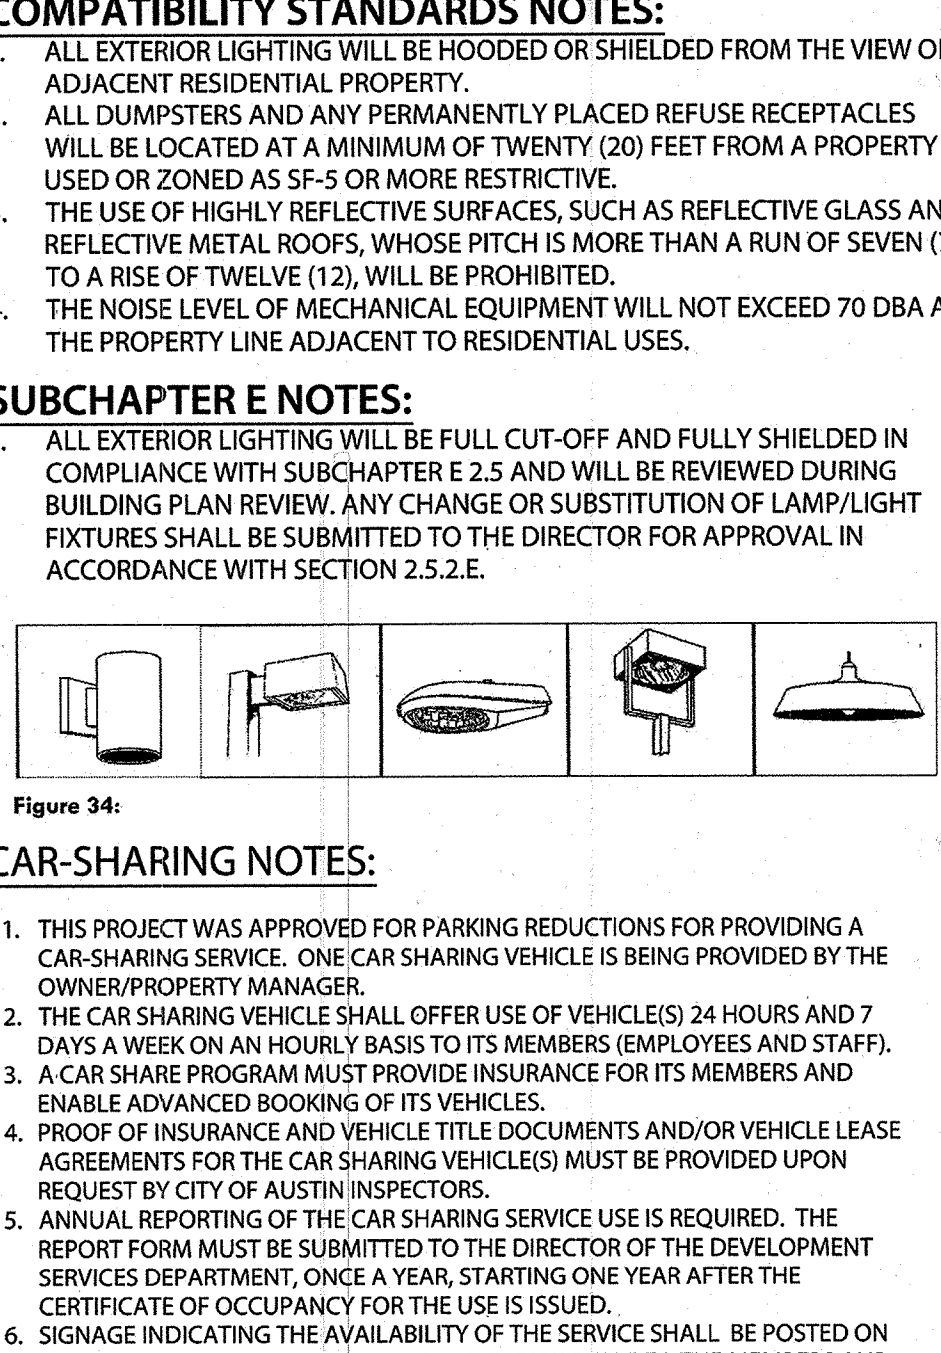 COMPATIBILITY STANDARDS NOTES:
. ALL EXTERIOR LIGHTING WILL BE HOODED OR SHIELDED FROM THE VIEW
ADJACENT RESIDENTIAL PROPERTY.
. ALL DUMPSTERS AND ANY PERMANENTLY PLACED REFUSE RECEPTACLES
WILL BE LOCATED AT A MINIMUM OF TWENTY (20) FEET FROM A PROPERTY
USED OR ZONED AS SF-5 OR MORE RESTRICTIVE.
. THE USE OF HIGHLY REFLECTIVE SURFACES, SUCH AS REFLECTIVE GLASS
REFLECTIVE METAL ROOFS, WHOSE PITCH IS MORE THAN A RUN OF SEVEN
TO A RISE OF TWELVE (12), WILL BE PROHIBITED.
. THE NOISE LEVEL OF MECHANICAL EQUIPMENT WILL NOT EXCEED 70 DBA
THE PROPERTY LINE ADJACENT TO RESIDENTIAL USES.
SUBCHAPTER E NOTES:
. ALL EXTERIOR LIGHTING WILL BE FULL CUT-OFF AND FULLY SHIELDED IN
COMPLIANCE WITH SUBCHAPTER E 2.5 AND WILL BE REVIEWED DURING
BUILDING PLAN REVIEW. ANY CHANGE OR SUBSTITUTION OF LAMP/LIGHT
FIXTURES SHALL BE SUBMITTED TO THE DIRECTOR FOR APPROVAL IN
ACCORDANCE WITH SECTION 2.5.2.E.
Figure 34:
CAR-SHARING NOTES:
1. THIS PROJECT WAS APPROVED FOR PARKING REDUCTIONS FOR PROVIDING A
CAR-SHARING SERVICE. ONE CAR SHARING VEHICLE IS BEING PROVIDED BY THE
OWNER/PROPERTY MANAGER.
2. THE CAR SHARING VEHICLE SHALL OFFER USE OF VEHICLE(S) 24 HOURS AND 7
DAYS A WEEK ON AN HOURLY BASIS TO ITS MEMBERS (EMPLOYEES AND STAFF).
3. A CAR SHARE PROGRAM MUST PROVIDE INSURANCE FOR ITS MEMBERS AND
ENABLE ADVANCED BOOKING OF ITS VEHICLES.
4. PROOF OF INSURANCE AND VEHICLE TITLE DOCUMENTS AND/OR VEHICLE LEASE
AGREEMENTS FOR THE CAR SHARING VEHICLE(S) MUST BE PROVIDED UPON
REQUEST BY CITY OF AUSTIN INSPECTORS.
5. ANNUAL REPORTING OF THE CAR SHARING SERVICE USE IS REQUIRED. THE
REPORT FORM MUST BE SUBMITTED TO THE DIRECTOR OF THE DEVELOPMENT
SERVICES DEPARTMENT, ONCE A YEAR, STARTING ONE YEAR AFTER THE
CERTIFICATE OF OCCUPANCY FOR THE USE IS ISSUED.
6. SIGNAGE INDICATING THE AVAILABILITY OF THE SERVICE SHALL BE POSTED ON